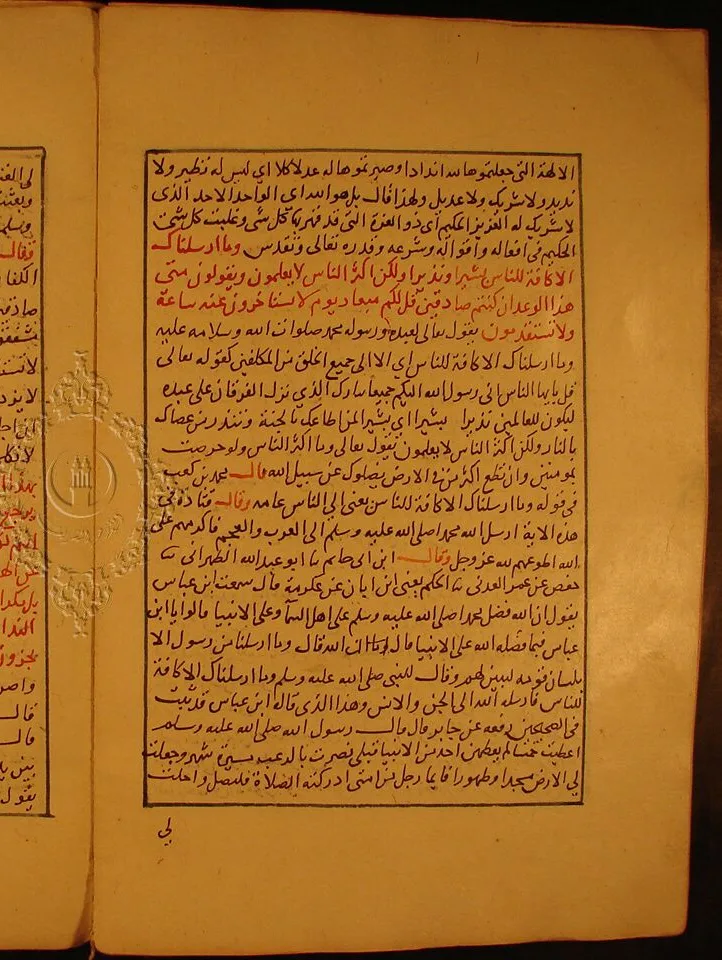 الالهة التي جعلتموها لله اندادا وصيرتموها له عدلا كلا اي ليس له نظير ولا
نديد ولا شريك ولا عديل ولهذا قال بل هو الله اي الواحد الاحد الذي
لا شريك له العزيز الحكيم اي ذو العزة التي قد قهر بها كل شي وغلبت كل شي
الحكيم في افعاله واقواله وشرعه وقدره تعالى وتقدس وما ارسلناك
الا كافة للناس بشيرا ونذيرا ولكن اكثر الناس لا يعلمون ويقولون متى
هذا الوعد ان كنتم صادقين قل لكم ميعاد يوم لا تستاخرون عنه ساعة
ولا تستقدمون يقول تعالى لعبده ورسوله محمد صلوات الله وسلامه عليه
وما ارسلناك الا كافة للناس اي الا الى جميع الخلق من المكلفين كقوله تعالى
قل يايها الناس اني رسول الله اليكم جميعا تبارك الذي نزل الفرقان على عبده
ليكون للعالمين نذيرا بشيرا اي بشير المن اطاعك بالجنة وتنذر من عصاك
بالنار ولكن اكثر الناس لا يعلمون يقول تعالى وما اكثر الناس ولو حرصت
بمومنين وان تطع اكثر من في الارض يضلوك عن سبيل الله قال محمد بن كعب
في قوله وما ارسلناك الا كافة للناس يعني الى الناس عامه وقال قتادة في
هذه الاية ارسل الله محمدا صلى الله عليه وسلم الى العرب والعجم فاكرمهم على
الله اطوعهم لله عز وجل وقال ابن ابي حاتم ثنا ابو عبد الله الطهراني ثنا
حفص عن عمر العدني ثنا الحكم يعني ابن ابان عن عكرمة قال سمعت ابن عباس
يقول ان الله فضل محمدا صلى الله عليه وسلم على اهل السما وعلى الانبيا قالوا يا ابن
عباس فيما فضله الله على الانبيا قال ان الله قال وما ارسلنا من رسول الا
بلسان قومه ليبين لهم وقال للنبي صلى الله عليه وسلم وما ارسلناك الا كافة
للناس فارسله الله الى الجن والانس وهذا الذي قاله ابن عباس قد ثبت
في الصحيحين رفعه عن جابر قال قال رسول الله صلى الله عليه وسلم
اعطيت خمسا لم يعطهن احد من الانبيا قبلي نصرت بالرعب مسيرة شهر وجعلت
لي الارض مسجدا وطهورا فايما رجل من امتي ادركته الصلاة فليصل واحلت
لي